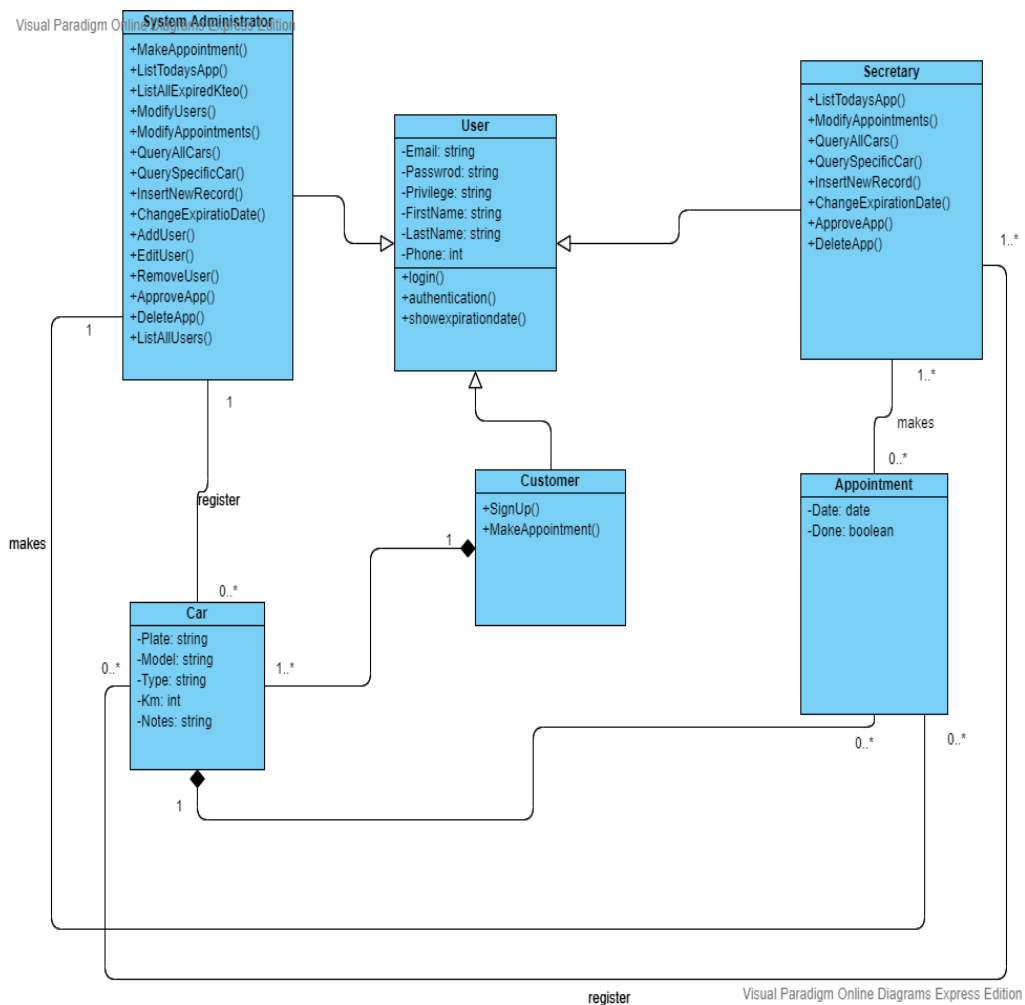 Visual Paradigm Online Diagrams Express Edition
System Administrator
+MakeAppointment()
+ListTodaysApp()
+ListAllExpiredKteo()
+ModifyUsers()
+ModifyAppointments()
+QueryAllCars()
+QuerySpecificCar()
+InsertNewRecord()
+ChangeExpiratioDate()
+AddUser()
+EditUser()
+RemoveUser()
+ApproveApp()
+DeleteApp()
+ListAllUsers()
User
-Email: string
-Passwrod: string
-Privilege: string
-FirstName: string
-LastName: string
-Phone: int
+login()
+authentication()
+showexpirationdate()
Secretary
+ListTodaysApp()
+ModifyAppointments()
+QueryAllCars()
+QuerySpecificCar()
+InsertNewRecord()
+ChangeExpirationDate()
+ApproveApp()
+DeleteApp()
1..*
1
1
1..*
makes
0..*
register
makes
0..*
Customer
+SignUp()
+MakeAppointment()
1
Appointment
-Date: date
-Done: boolean
Car
-Plate: string
-Model: string
-Type: string
-Km: int
-Notes: string
0..*
1..*
1
0..*
0..*
register
Visual Paradigm Online Diagrams Express Edition